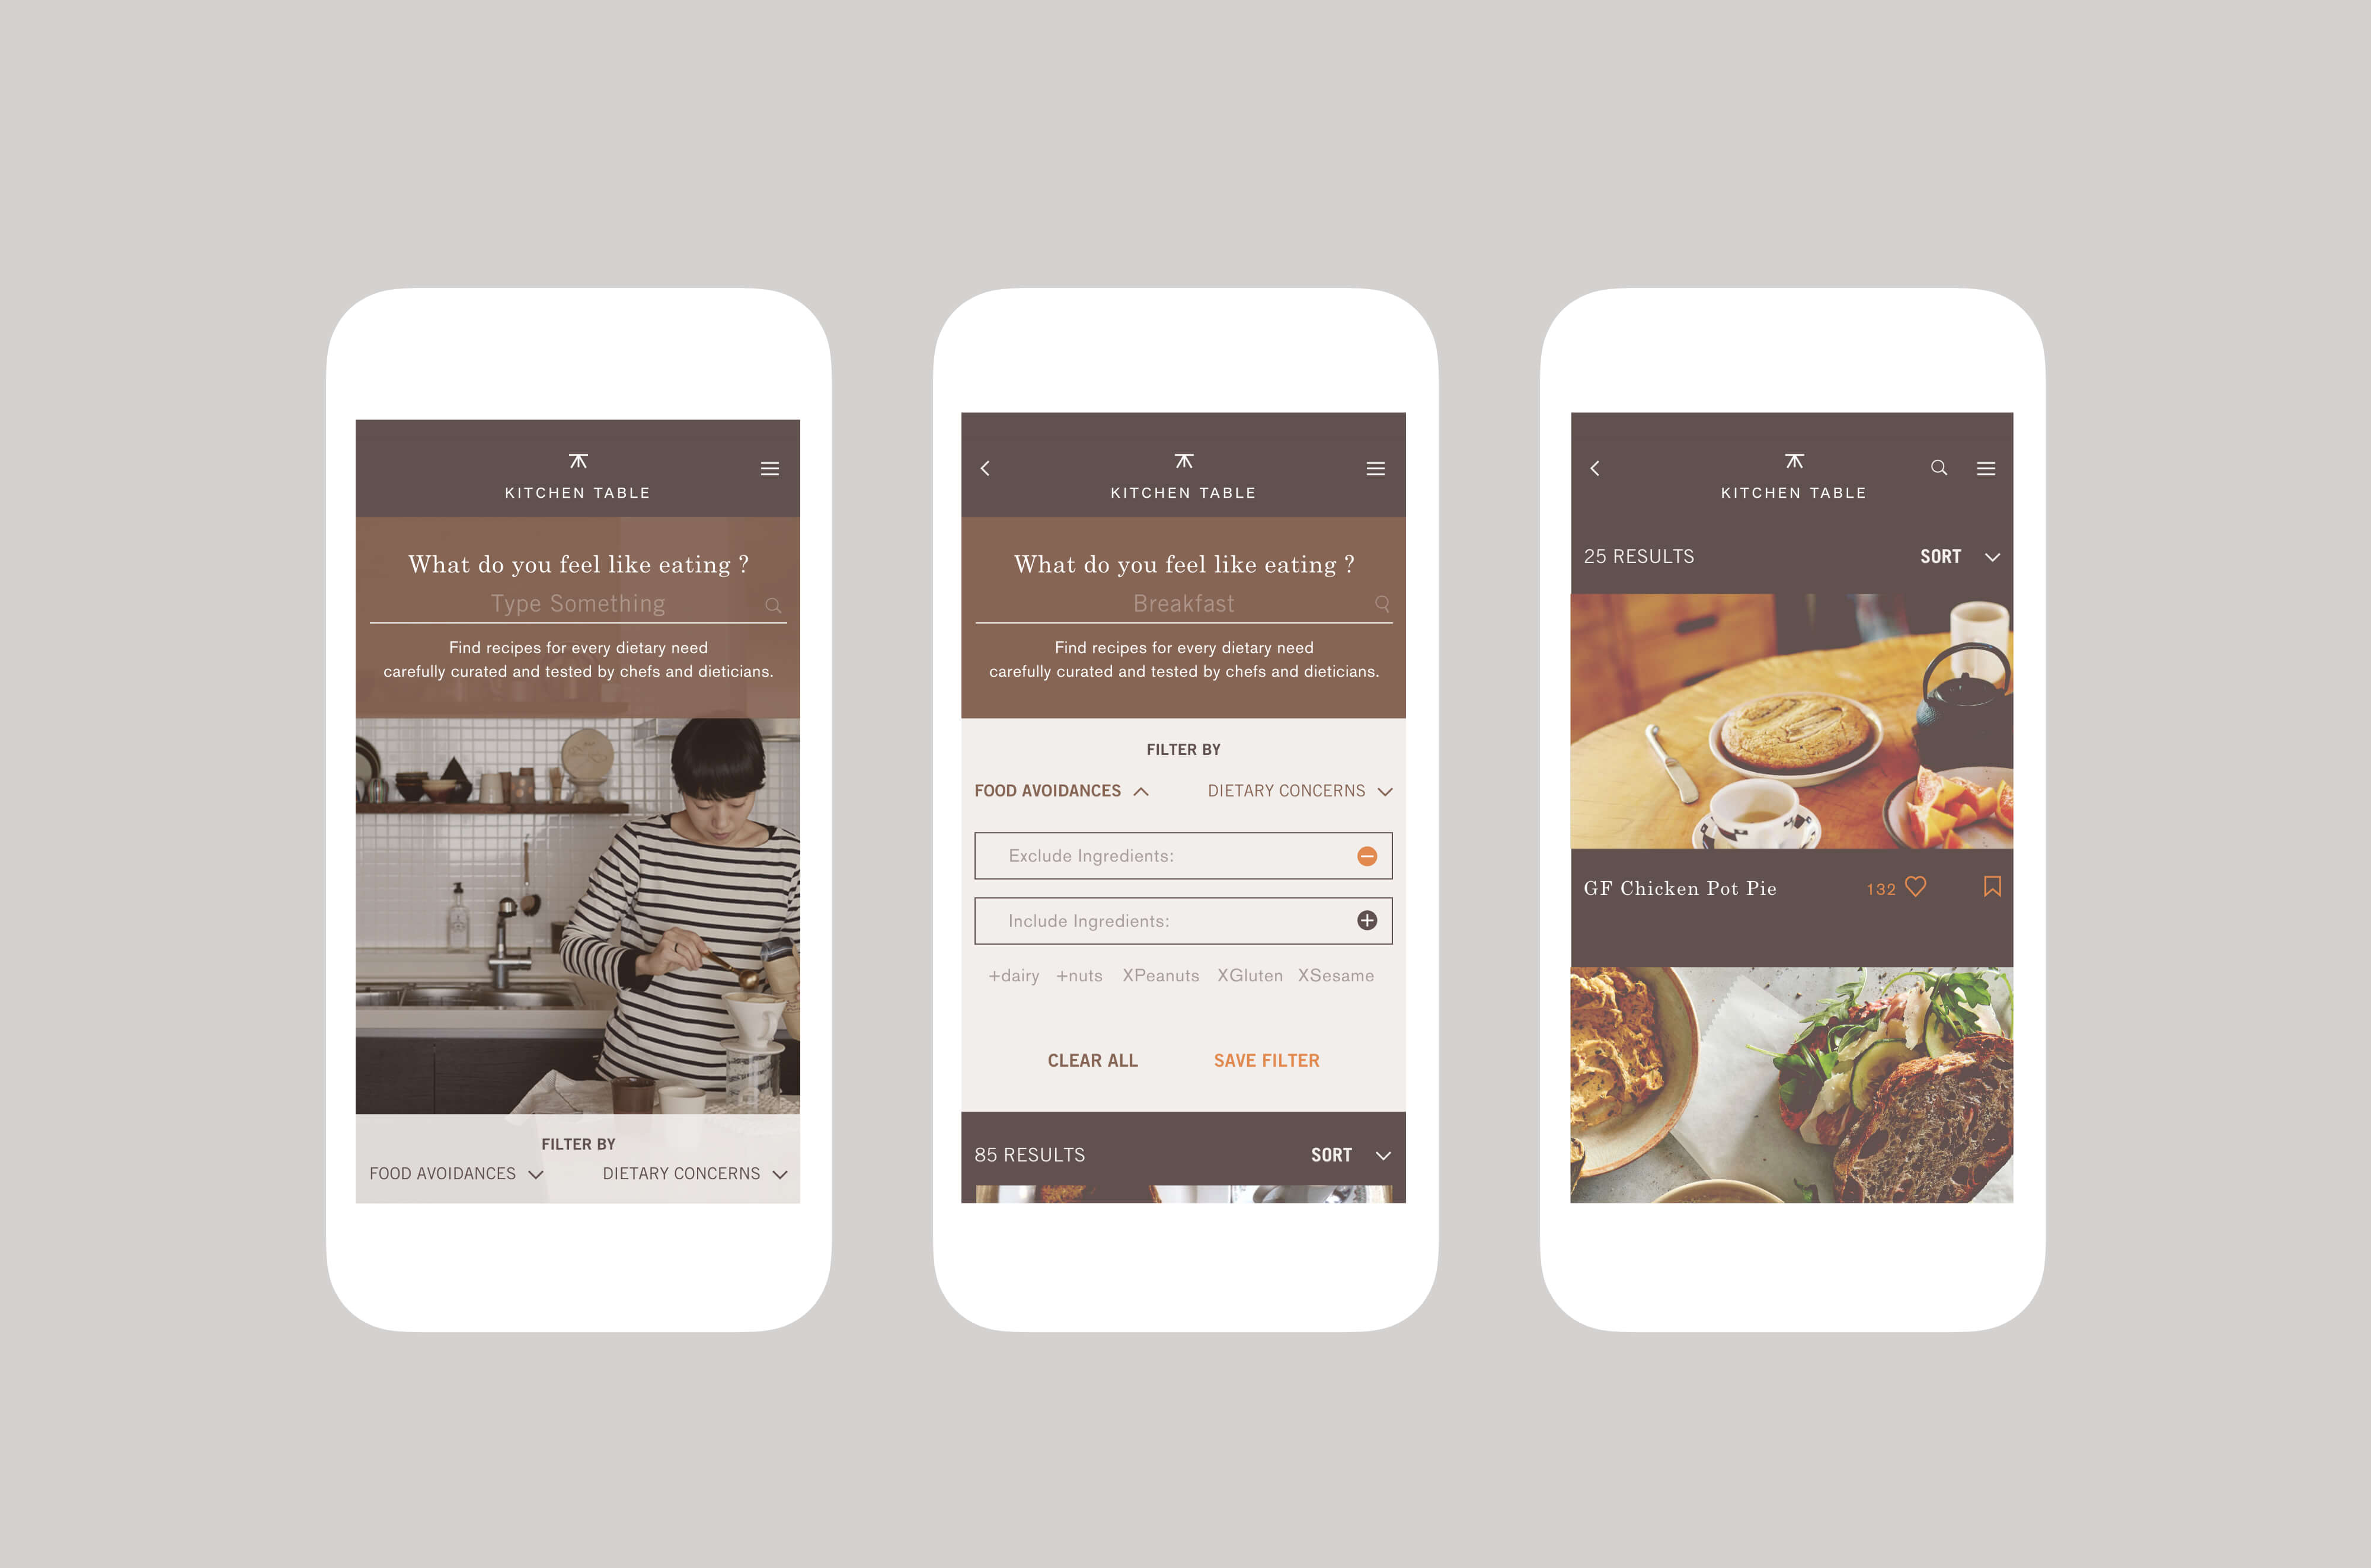 KITCHEN TABLE
What do you feel like eating ?
Type Something
Find recipes for every dietary need
carefully curated and tested by chefs and dieticians.
FILTER BY
FOOD AVOIDANCES DIETARY CONCERNS
KITCHEN TABLE
What do you feel like eating ?
Breakfast
Find recipes for every dietary need
carefully curated and tested by chefs and dieticians.
FILTER BY
FOOD AVOIDANCES DIETARY CONCERNS
Exclude Ingredients:
Include Ingredients:
+dairy +nuts XPeanuts XGluten XSesame
CLEAR ALL SAVE FILTER
85 RESULTS SORT
KITCHEN TABLE
25 RESULTS SORT
GF Chicken Pot Pie 132